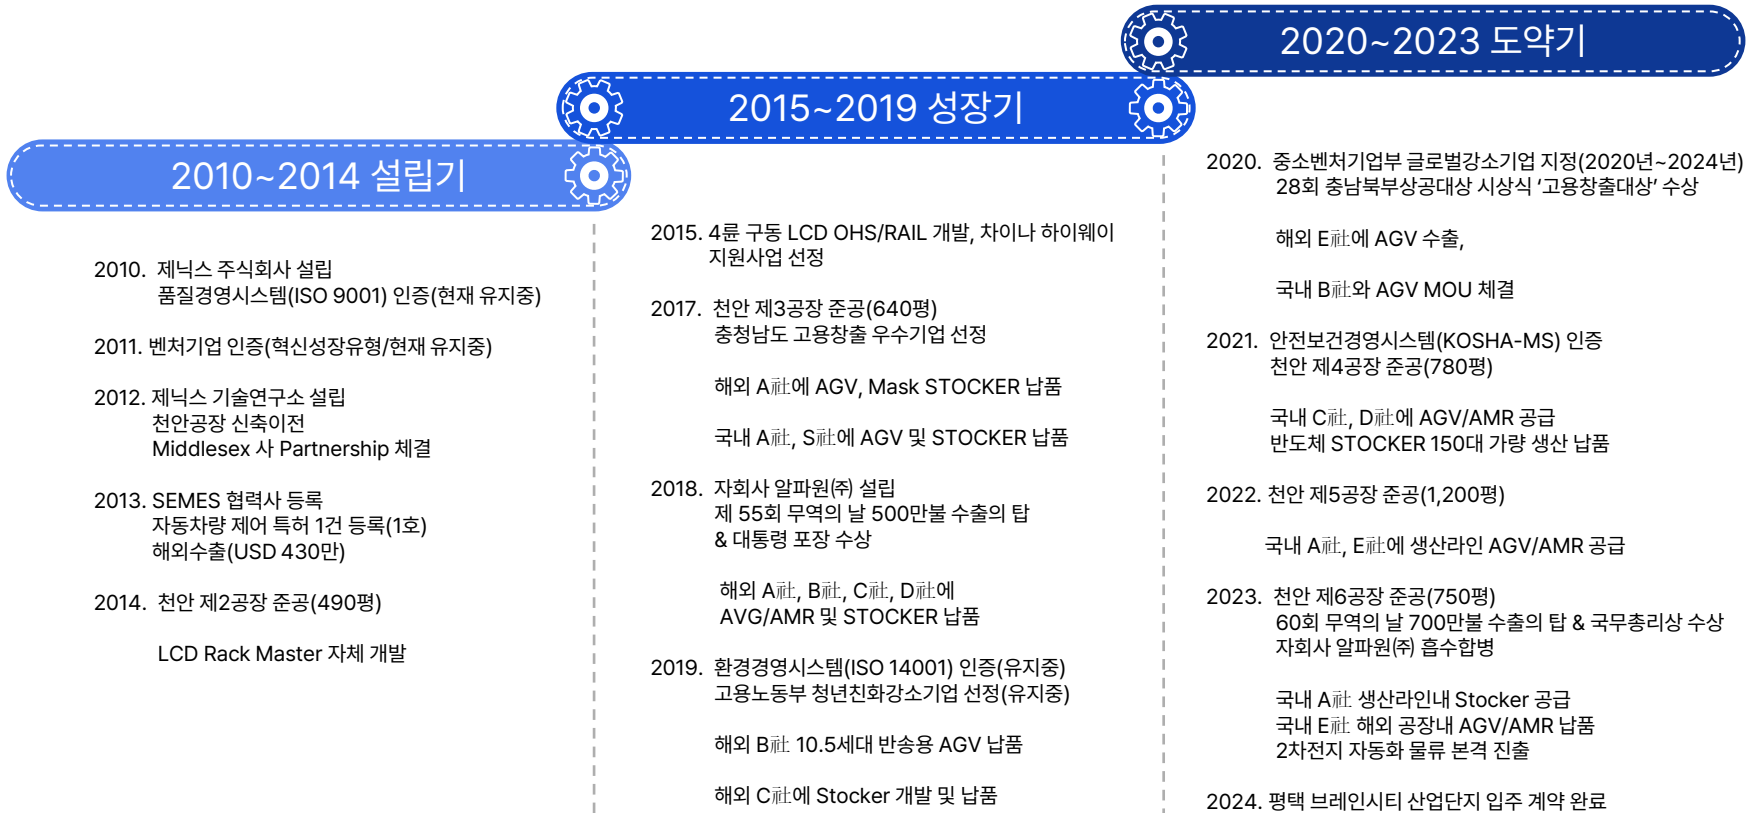 2010~2014 설립기
2010. 제닉스 주식회사 설립
품질경영시스템(ISO 9001) 인증(현재 유지중)
2011. 벤처기업 인증(혁신성장유형/현재 유지중)
2012. 제닉스 기술연구소 설립
천안공장 신축이전
Middlesex 사 Partnership 체결
2013. SEMES 협력사 등록
자동차량 제어 특허 1건 등록(1호)
해외수출(USD 430만)
2014. 천안 제2공장 준공(490평)
LCD Rack Master 자체 개발
2015~2019 성장기
2015. 4륜 구동 LCD OHS/RAIL 개발, 차이나 하이웨이
지원사업 선정
2017. 천안 제3공장 준공(640평)
충청남도 고용창출 우수기업 선정
해외 A社에 AGV, Mask STOCKER 납품
국내 A社, S社에 AGV 및 STOCKER 납품
2018. 자회사 알파원㈜ 설립
제 55회 무역의 날 500만불 수출의 탑
& 대통령 포장 수상
해외 A社, B社, C社, D社에
AVG/AMR 및 STOCKER 납품
2019. 환경경영시스템(ISO 14001) 인증(유지중)
고용노동부 청년친화강소기업 선정(유지중)
해외 B社 10.5세대 반송용 AGV 납품
해외 C社에 Stocker 개발 및 납품
2020~2023 도약기
2020. 중소벤처기업부 글로벌강소기업 지정(2020년~2024년)
28회 충남북부상공대상 시상식 ‘고용창출대상’ 수상
해외 E社에 AGV 수출,
국내 B社와 AGV MOU 체결
2021. 안전보건경영시스템(KOSHA-MS) 인증
천안 제4공장 준공(780평)
국내 C社, D社에 AGV/AMR 공급
반도체 STOCKER 150대 가량 생산 납품
2022. 천안 제5공장 준공(1,200평)
국내 A社, E社에 생산라인 AGV/AMR 공급
2023. 천안 제6공장 준공(750평)
60회 무역의 날 700만불 수출의 탑 & 국무총리상 수상
자회사 알파원㈜ 흡수합병
국내 A社 생산라인내 Stocker 공급
국내 E社 해외 공장내 AGV/AMR 납품
2차전지 자동화 물류 본격 진출
2024. 평택 브레인시티 산업단지 입주 계약 완료